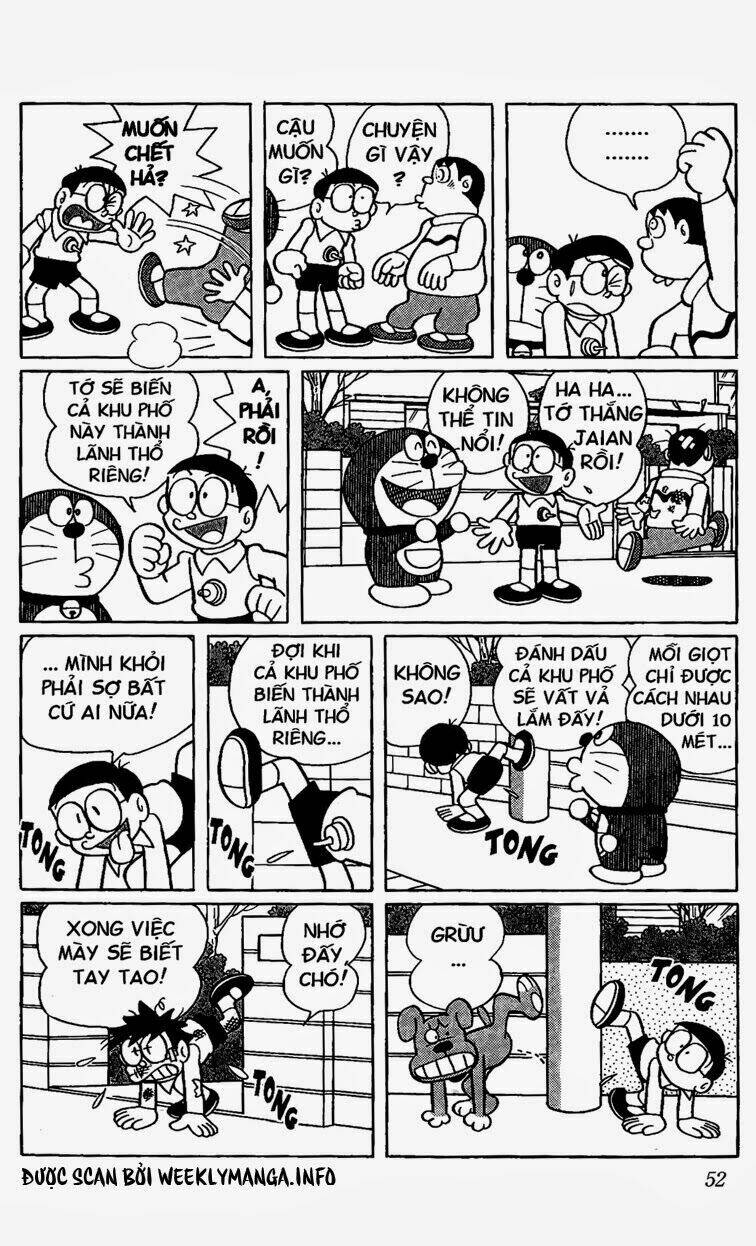 ........
........
CHUYỆN
GÌ VẬY
?
CẬU
MUỐN
GÌ?
MUỐN
CHẾT
HẢ?
HA HA...
TỚ THẮNG
JAIAN
RỒI!
KHÔNG
THỂ TIN
NỔI!
A,
PHẢI
RỒI
!
TỚ SẼ BIẾN
CẢ KHU PHỐ
NÀY THÀNH
LÃNH THỔ
RIÊNG!
MỖI GIỌT
CHỈ ĐƯỢC
CÁCH NHAU
DƯỚI 10
MÉT...
ĐÁNH DẤU
CẢ KHU PHỐ
SẼ VẤT VẢ
LẮM ĐẤY!
KHÔNG
SAO!
TONG
ĐỢI KHI
CẢ KHU PHỐ
BIẾN THÀNH
LÃNH THỔ
RIÊNG...
TONG
... MÌNH KHỎI
PHẢI SỢ BẤT
CỨ AI NỮA!
TONG
TONG
GRỪU
...
NHỚ
ĐẤY
CHÓ!
XONG VIỆC
MÀY SẼ BIẾT
TAY TAO!
TONG
ĐƯỢC SCAN BỞI WEEKLYMANGA.INFO
52